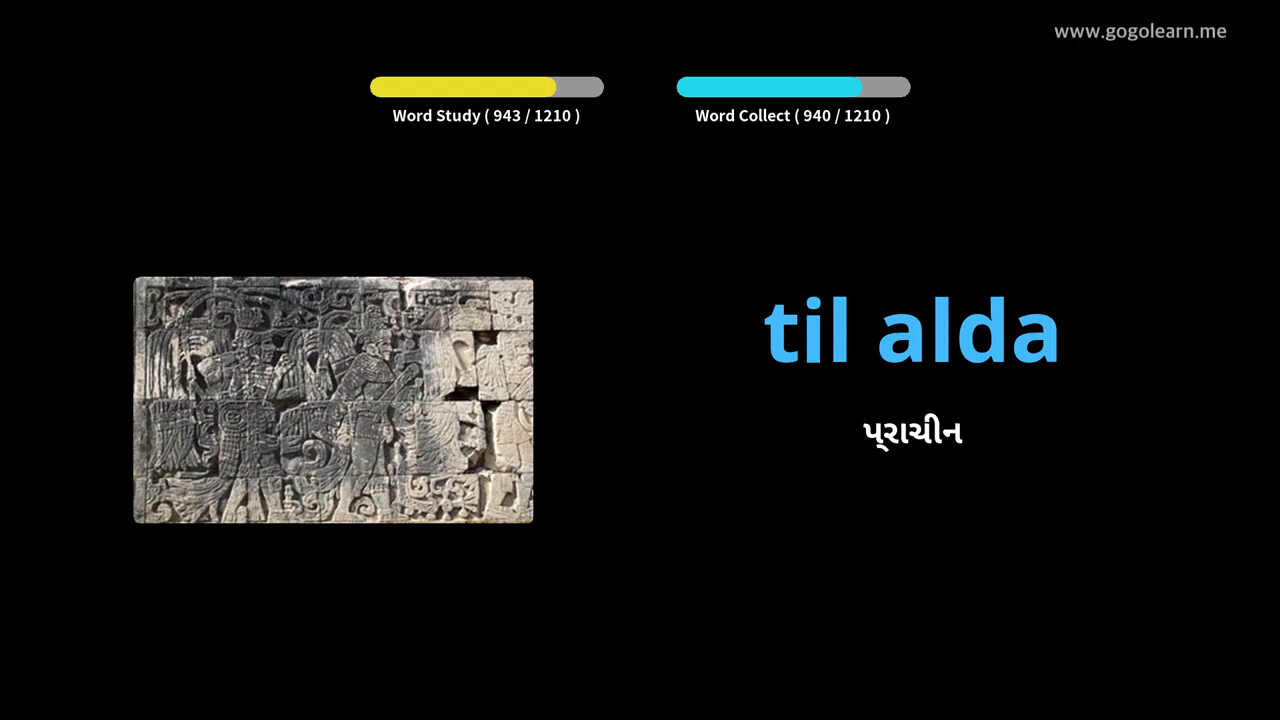 www.gogolearn.me
Word Study ( 943 / 1210 )
Word Collect ( 940 / 1210 )
til alda
પ્રાચીન